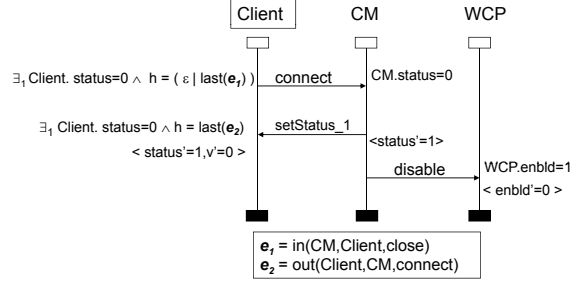 Client CM WCP
∃₁ Client. status=0 ∧ h = ( ε | last(e₁) ) connect CM.status=0
∃₁ Client. status=0 ∧ h = last(e₂) setStatus_1
< status'=1,v'=0 > <status'=1>
disable WCP.enbld=1
< enbld'=0 >
e₁ = in(CM,Client,close)
e₂ = out(Client,CM,connect)